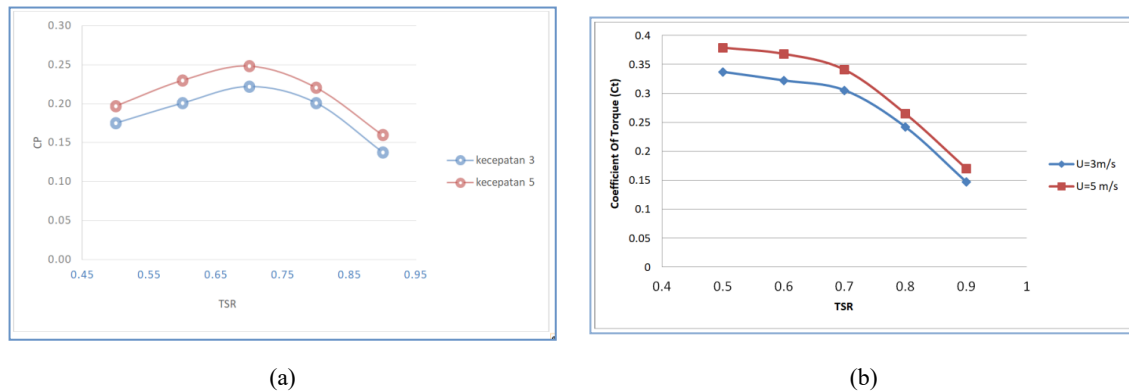 0.30
0.25
0.20
0.15
0.10
0.05
0.00
CP
0.45 0.55 0.65 0.75 0.85 0.95
TSR
kecepatan 3
kecepatan 5
(a)
0.4
0.35
0.3
0.25
0.2
0.15
0.1
0.05
0
Coefficient Of Torque (Ct)
0.4 0.5 0.6 0.7 0.8 0.9 1
TSR
U=3m/s
U=5 m/s
(b)